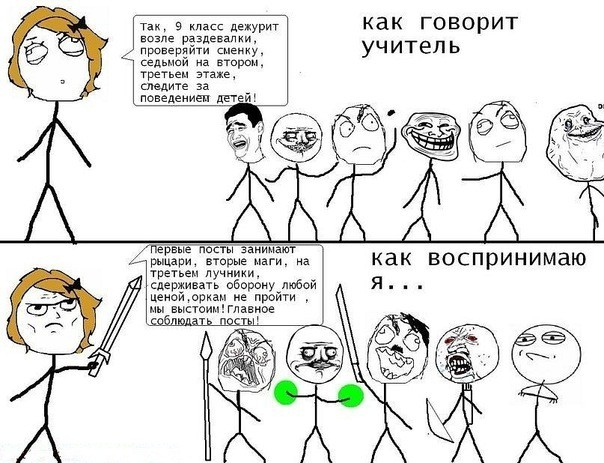 так, 9 класс дежурит
возле раздевалки,
проверяйти сменку,
седьмой на втором,
третьем этаже,
следите за
поведением детей!
как говорит
учитель
Первые посты занимают
рыцари, вторые маги, на
третьем лучники,
сдерживать оборону любой
ценой,оркам не пройти ,
мы выстоим!Главное
соблюдать посты!
как воспринимаю
я...